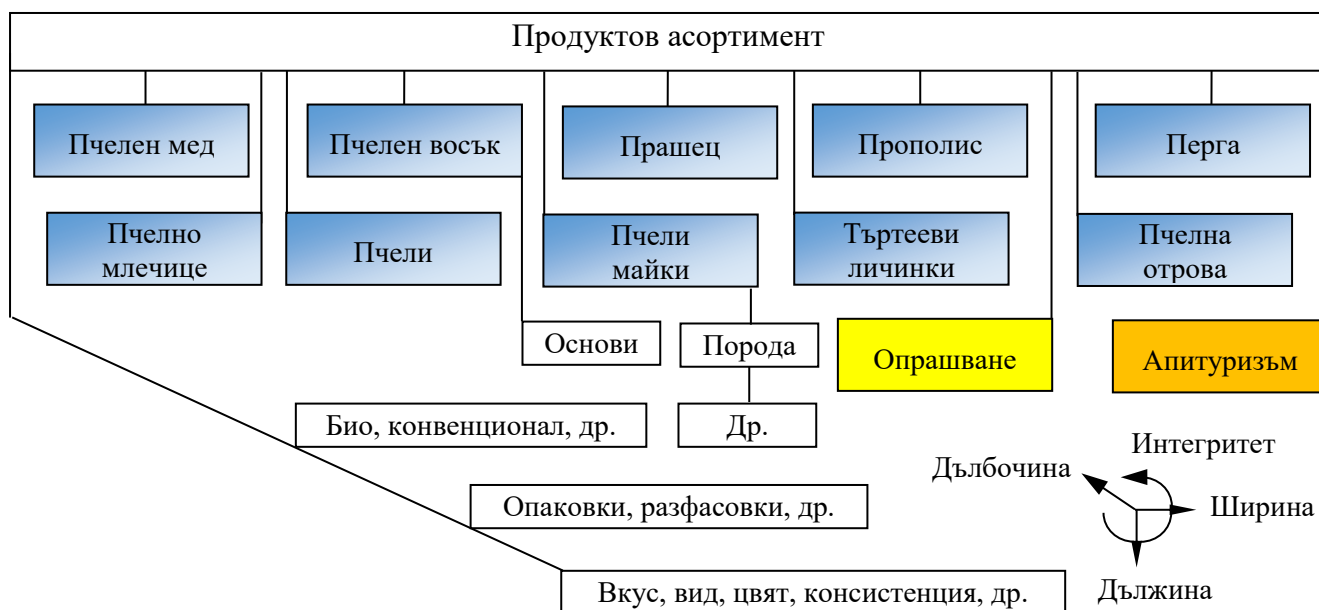 Продуктов асортимент
Пчелен мед
Пчелен восък
Прашец
Прополис
Перга
Пчелно
млечице
Пчели
Пчели
майки
Търтееви
личинки
Пчелна
отрова
Основи
Порода
Опрашване
Апитуризъм
Био, конвенционал, др.
Др.
Интегритет
Дълбочина
Ширина
Опаковки, разфасовки, др.
Дължина
Вкус, вид, цвят, консистенция, др.